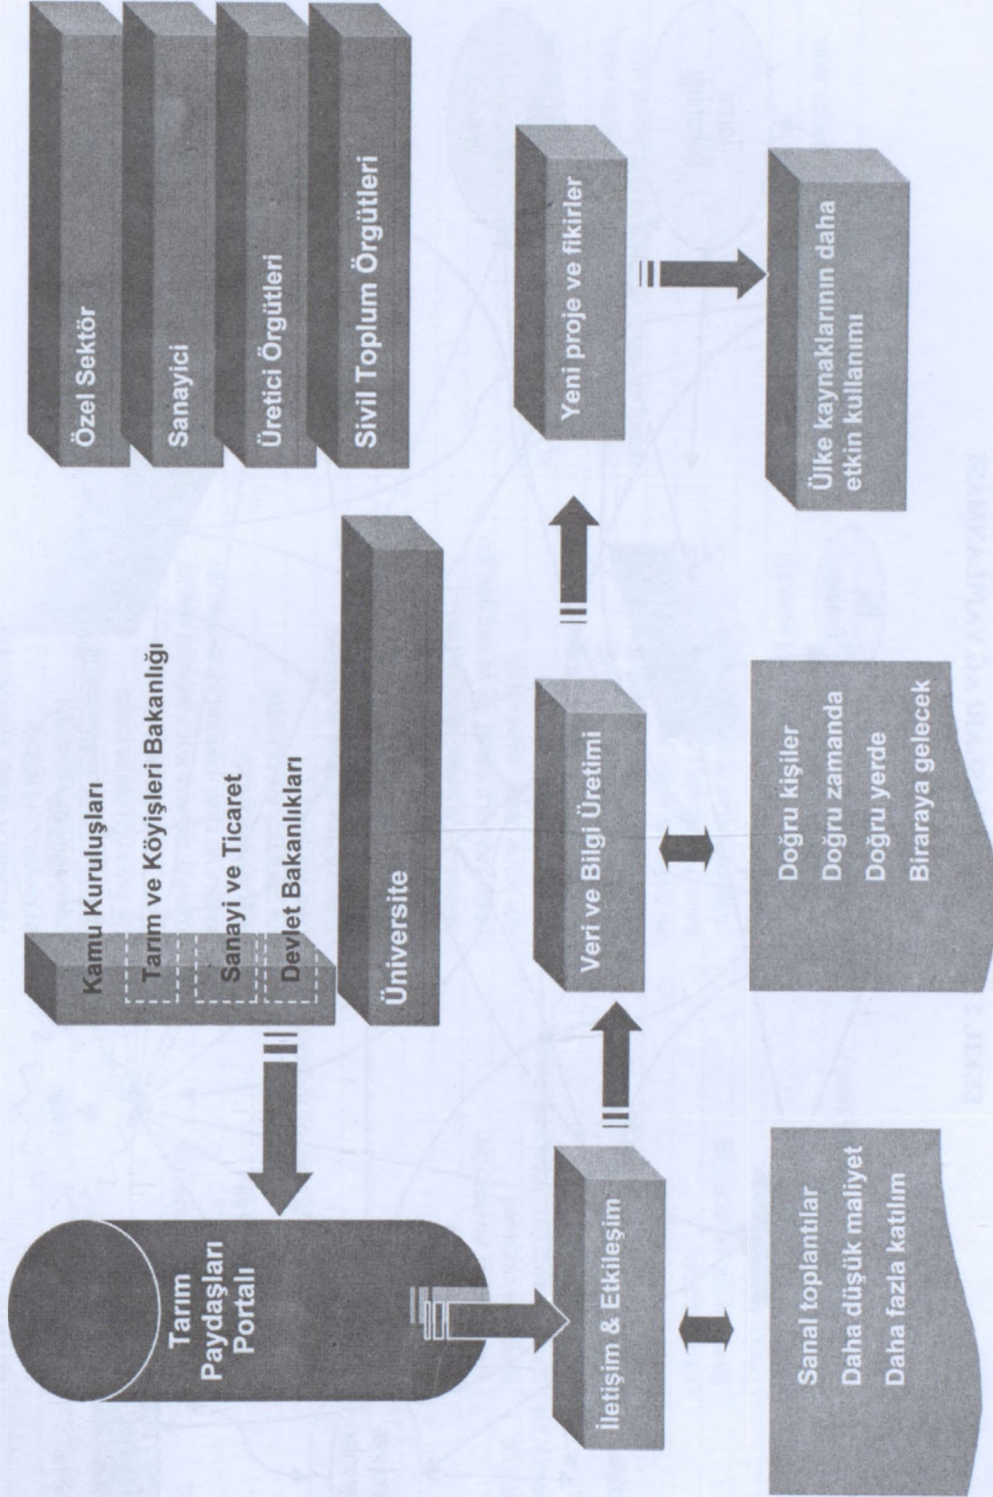 Kamu Kuruluşları
Tarım ve Köyişleri Bakanlığı
Sanayi ve Ticaret
Devlet Bakanlıkları
Üniversite
Özel Sektör
Sanayici
Üretici Örgütleri
Sivil Toplum Örgütleri
Tarım
Paydaşları
Portalı
İletişim & Etkileşim
Veri ve Bilgi Üretimi
Yeni proje ve fikirler
Ülke kaynaklarının daha
etkin kullanımı
Sanal toplantılar
Daha düşük maliyet
Daha fazla katılım
Doğru kişiler
Doğru zamanda
Doğru yerde
Biraraya gelecek